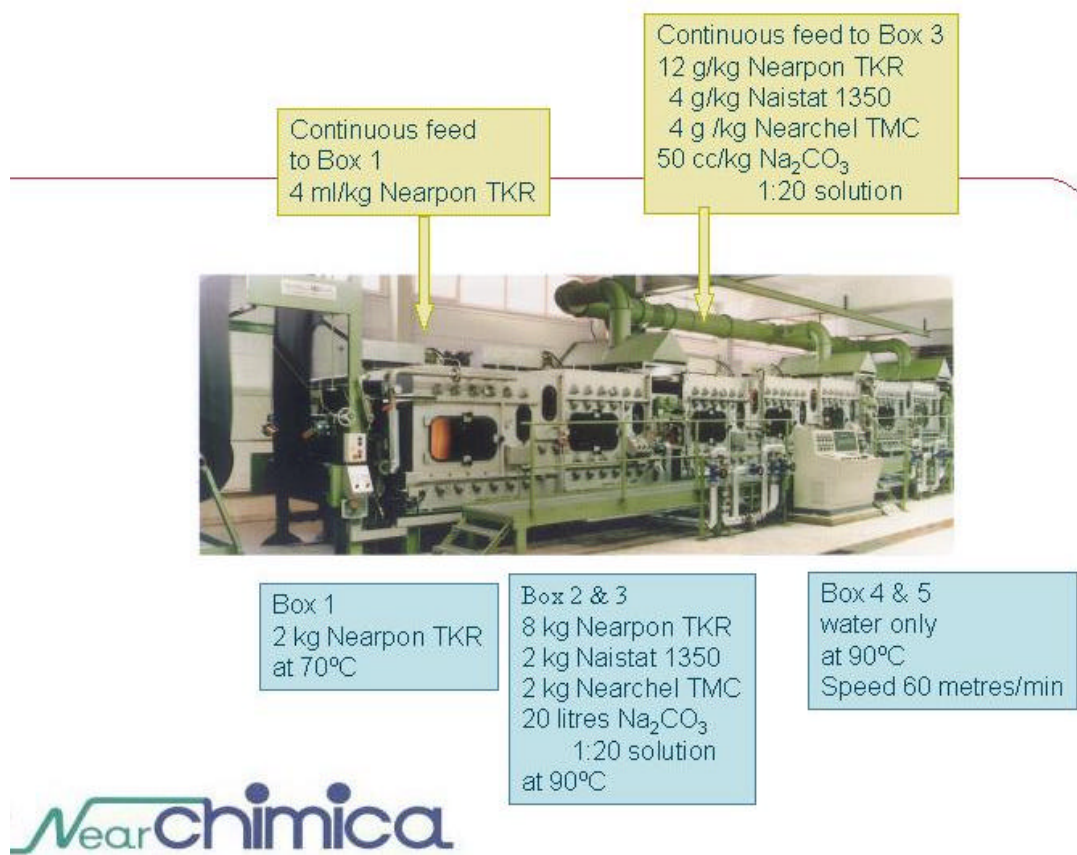 Continuous feed to Box 3
12 g/kg Nearpon TKR
4 g/kg Naistat 1350
4 g /kg Nearchel TMC
50 cc/kg Na₂CO₃
1:20 solution
Continuous feed
to Box 1
4 ml/kg Nearpon TKR
Box 1
2 kg Nearpon TKR
at 70ºC
Box 2 & 3
8 kg Nearpon TKR
2 kg Naistat 1350
2 kg Nearchel TMC
20 litres Na₂CO₃
1:20 solution
at 90ºC
Box 4 & 5
water only
at 90ºC
Speed 60 metres/min
NearChimica